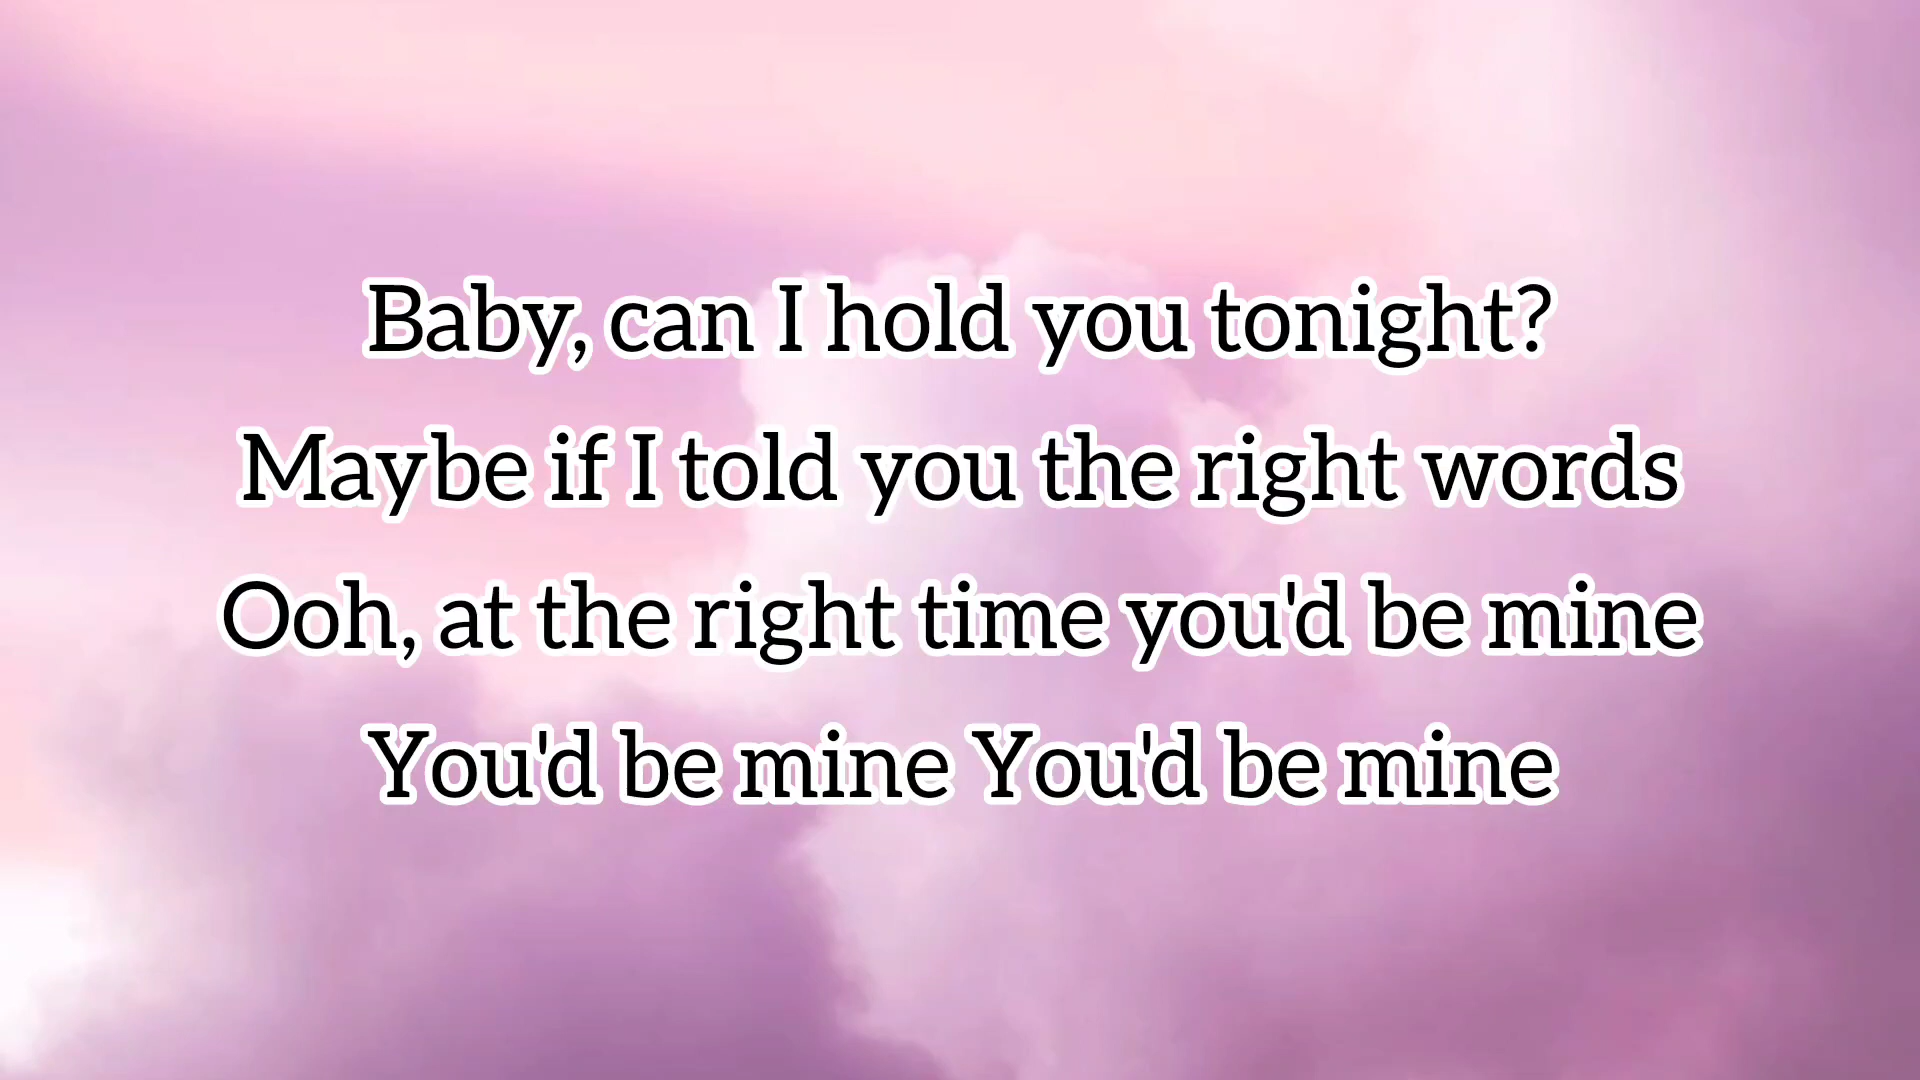 Baby, can I hold you tonight?
Maybe if I told you the right words
Ooh, at the right time you'd be mine
You'd be mine You'd be mine